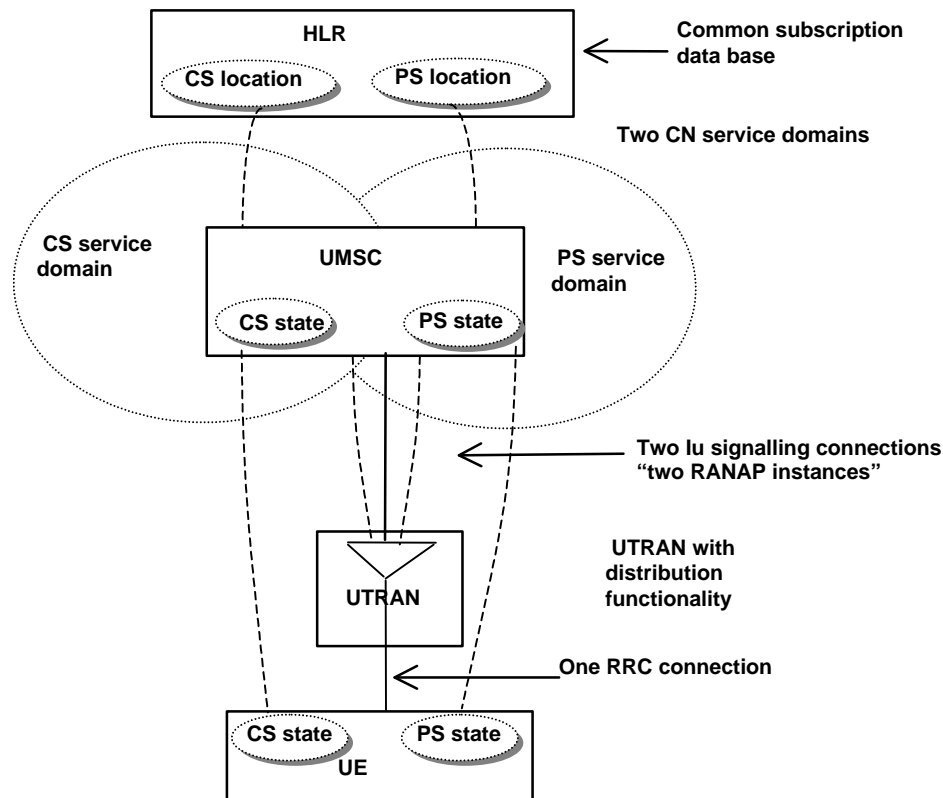 HLR
Common subscription
data base
CS location
PS location
Two CN service domains
CS service
domain
UMSC
PS service
domain
CS state
PS state
Two Iu signalling connections
“two RANAP instances”
UTRAN with
distribution
functionality
UTRAN
One RRC connection
CS state
PS state
UE